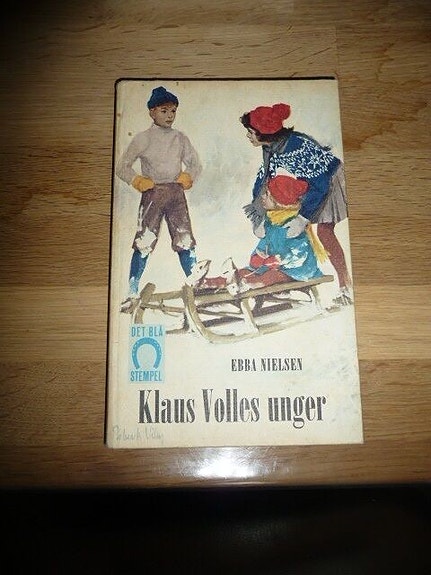 DET BLÅ
STEMPEL
EBBA NIELSEN
Klaus Volles unger